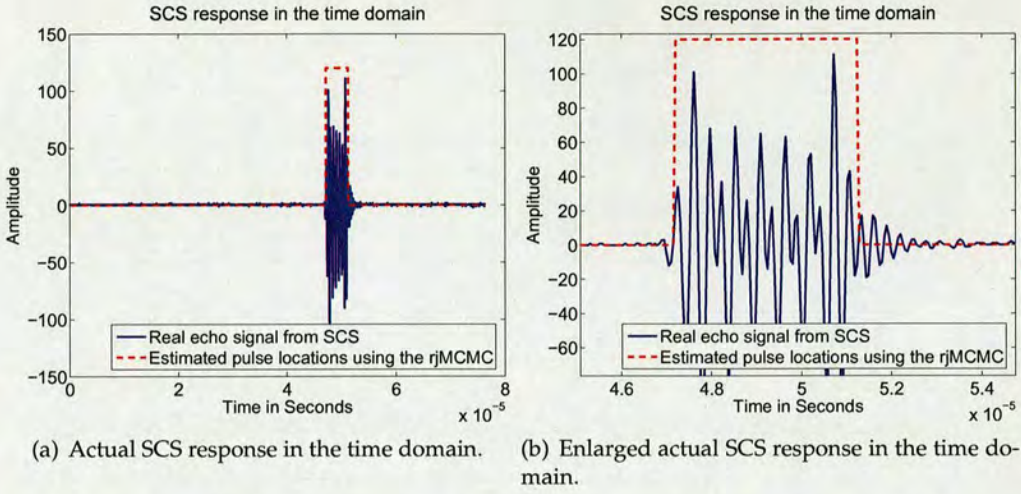 SCS response in the time domain
150
100
50
0
−50
−100
−150
Amplitude
Real echo signal from SCS
Estimated pulse locations using the rjMCMC
0
2
4
6
8
Time in Seconds
x 10⁻⁵
(a) Actual SCS response in the time domain.
SCS response in the time domain
120
100
80
60
40
20
0
−20
−40
−60
Amplitude
Real echo signal from SCS
Estimated pulse locations using the rjMCMC
4.6
4.8
5
5.2
5.4
Time in Seconds
x 10⁻⁵
(b) Enlarged actual SCS response in the time do-
main.